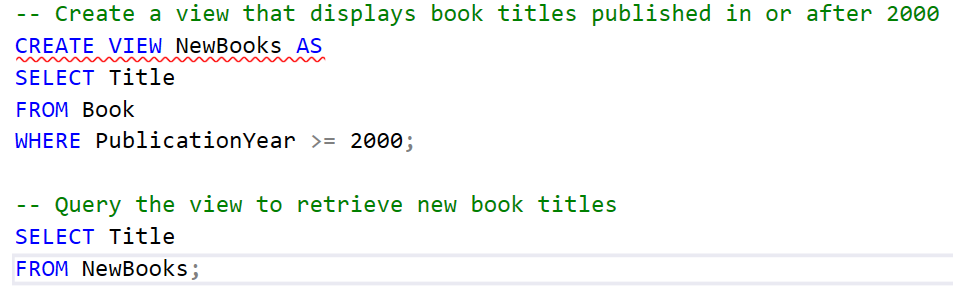 -- Create a view that displays book titles published in or after 2000
CREATE VIEW NewBooks AS
SELECT Title
FROM Book
WHERE PublicationYear >= 2000;
-- Query the view to retrieve new book titles
SELECT Title
FROM NewBooks;